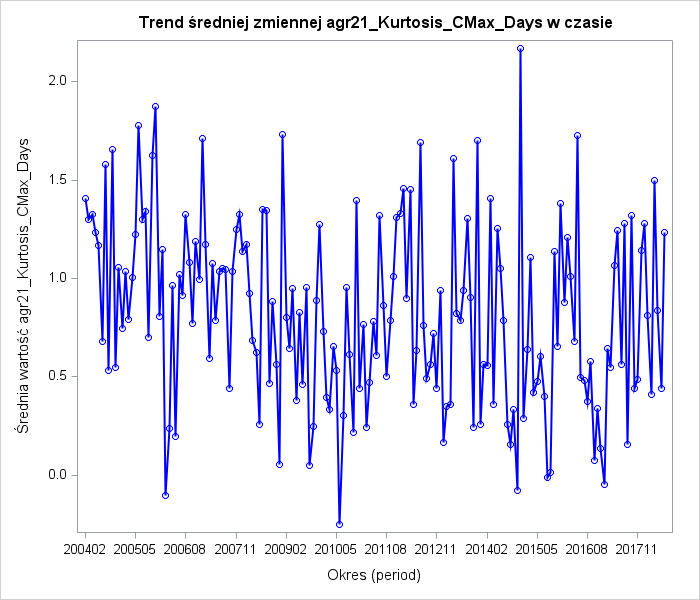 Trend średniej zmiennej agr21_Kurtosis_CMax_Days w czasie
Średnia wartość agr21_Kurtosis_CMax_Days
2.0
1.5
1.0
0.5
0.0
200402 200505 200608 200711 200902 201005 201108 201211 201402 201505 201608 201711
Okres (period)